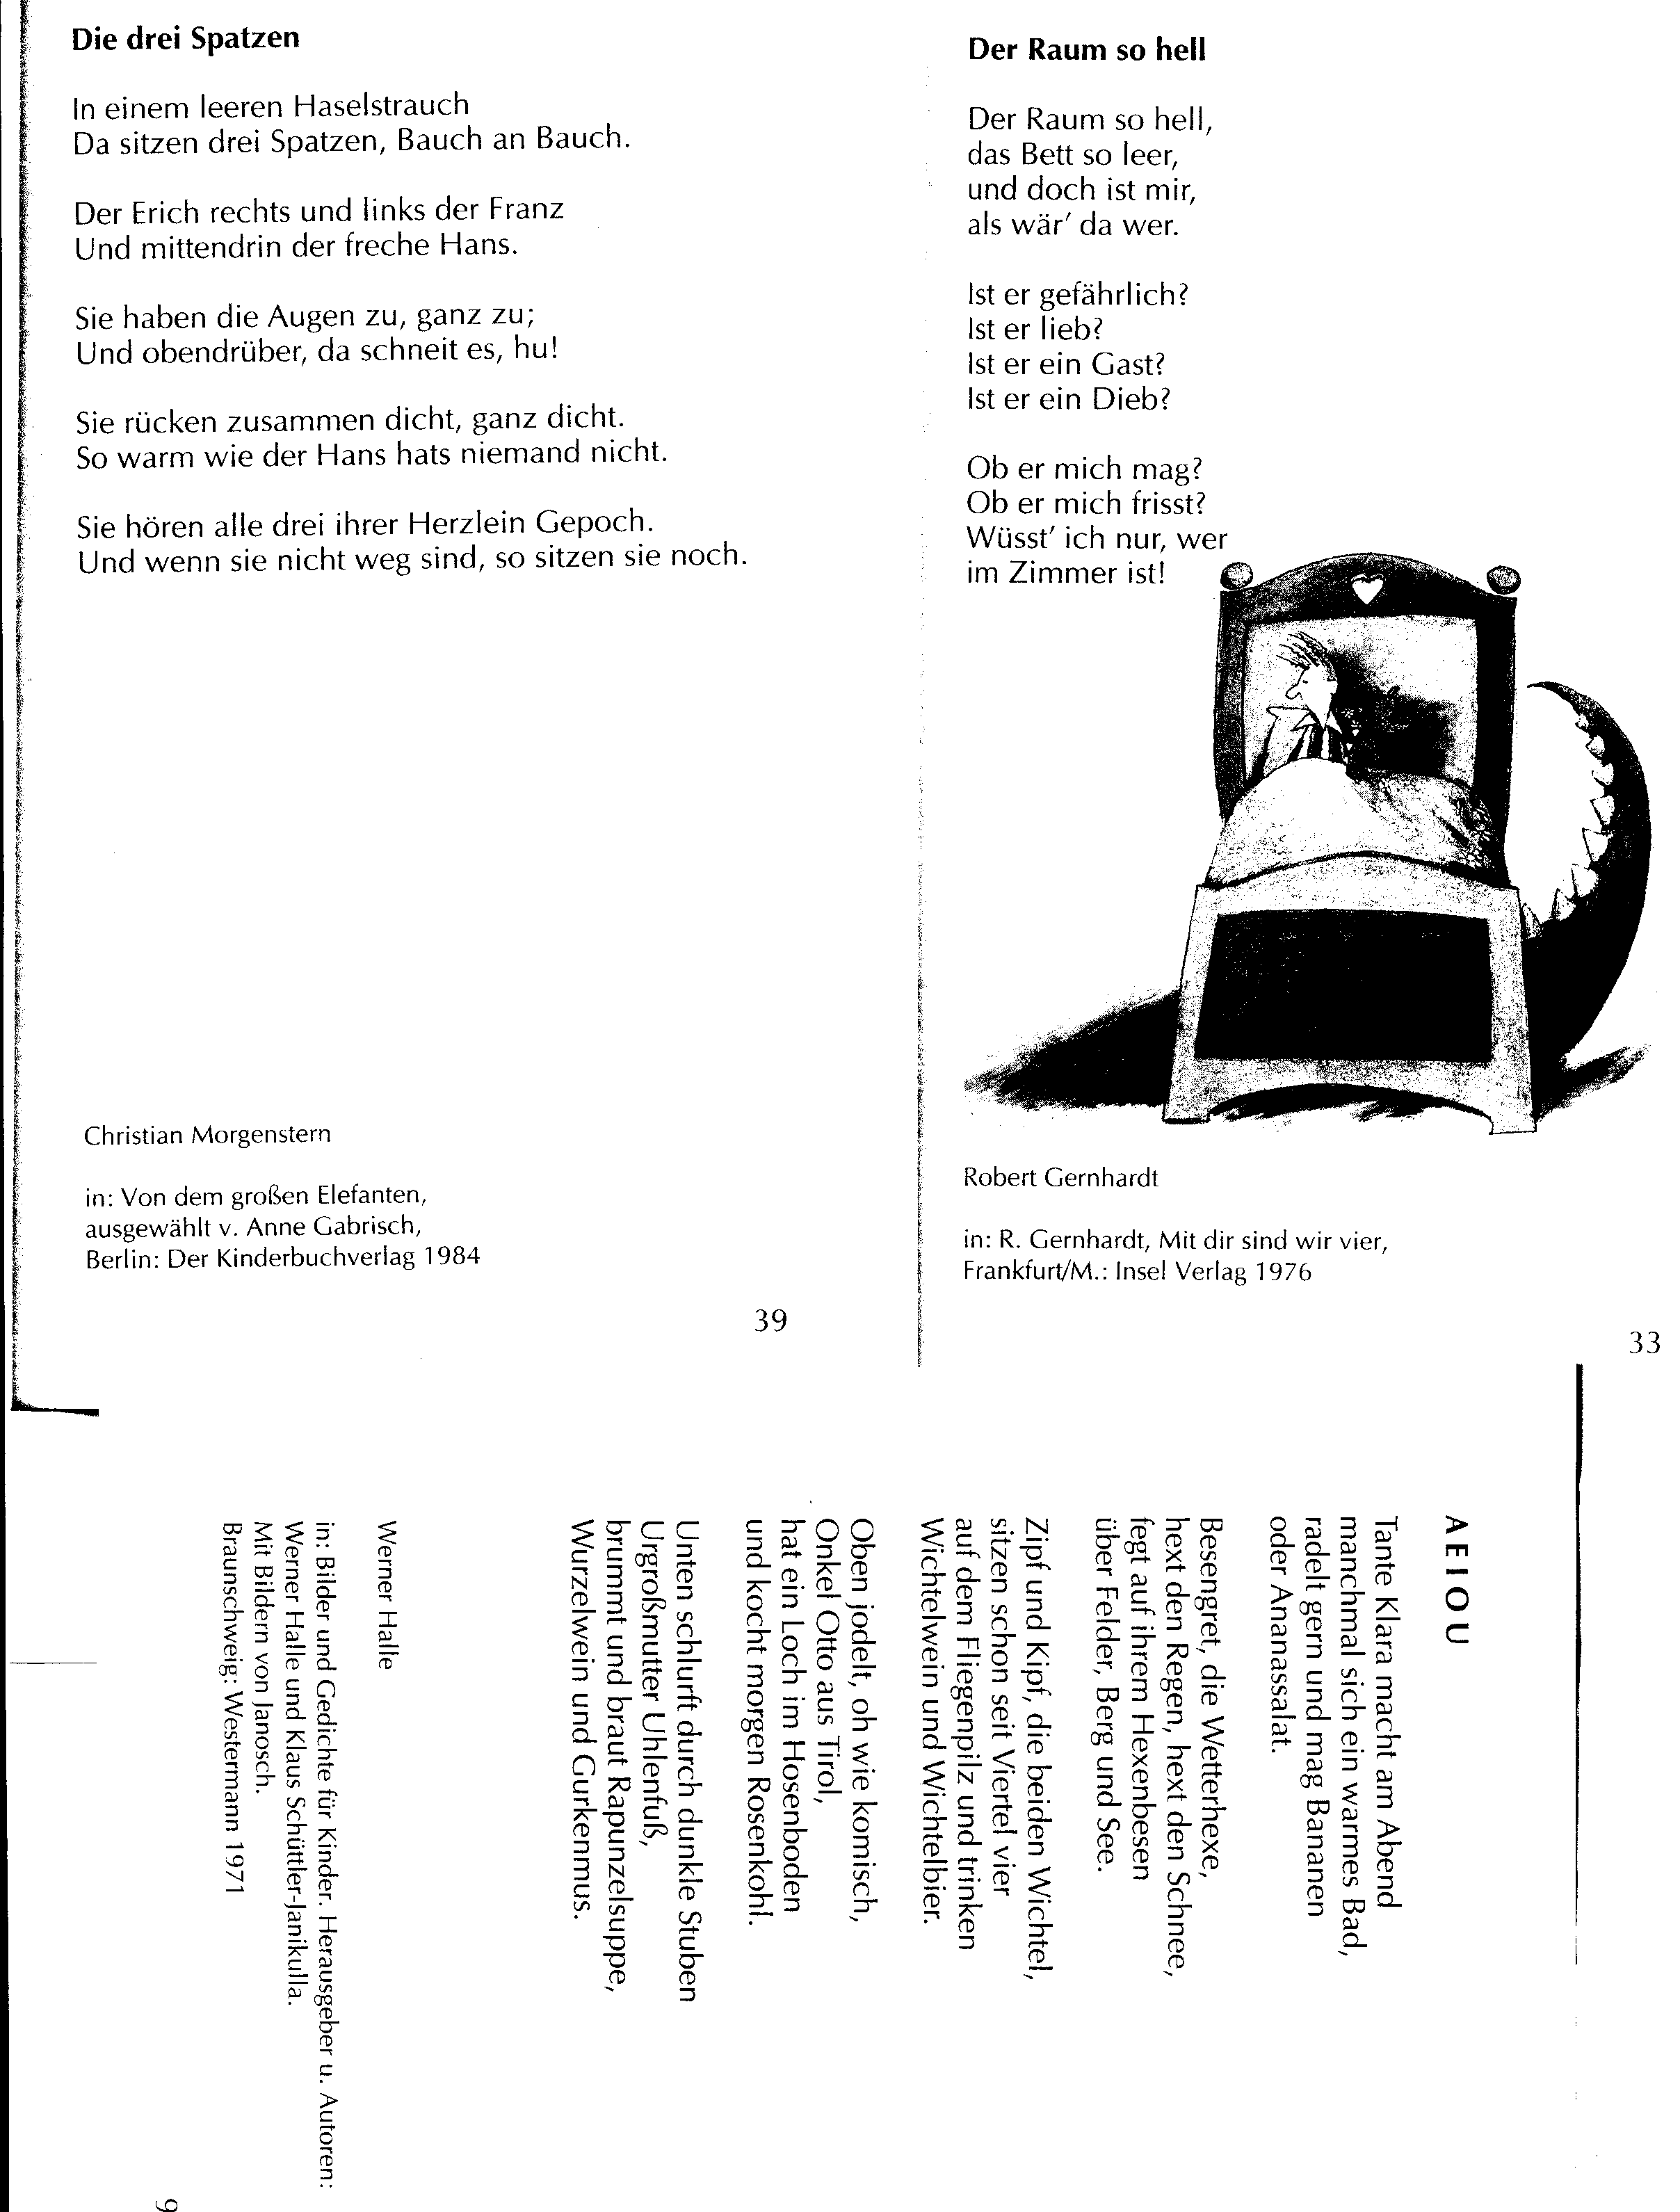 Die drei Spatzen
In einem leeren Haselstrauch
Da sitzen drei Spatzen, Bauch an Bauch.
Der Erich rechts und links der Franz
Und mittendrin der freche Hans.
Sie haben die Augen zu, ganz zu;
Und obendrüber, da schneit es, hu!
Sie rücken zusammen dicht, ganz dicht.
So warm wie der Hans hats niemand nicht.
Sie hören alle drei ihrer Herzlein Gepoch.
Und wenn sie nicht weg sind, so sitzen sie noch.
Christian Morgenstern
in: Von dem großen Elefanten,
ausgewählt v. Anne Gabrisch,
Berlin: Der Kinderbuchverlag 1984
39
Der Raum so hell
Der Raum so hell,
das Bett so leer,
und doch ist mir,
als wär' da wer.
Ist er gefährlich?
Ist er lieb?
Ist er ein Gast?
Ist er ein Dieb?
Ob er mich mag?
Ob er mich frisst?
Wüsst' ich nur, wer
im Zimmer ist!
Robert Gernhardt
in: R. Gernhardt, Mit dir sind wir vier,
Frankfurt/M.: Insel Verlag 1976
33
A E I O U
Tante Klara macht am Abend
manchmal sich ein warmes Bad,
radelt gern und mag Bananen
oder Ananassalat.
Besengret, die Wetterhexe,
hext den Regen, hext den Schnee,
fegt auf ihrem Hexenbesen
über Felder, Berg und See.
Zipf und Kipf, die beiden Wichtel,
sitzen schon seit Viertel vier
auf dem Fliegenpilz und trinken
Wichtelwein und Wichtelbier.
Oben jodelt, oh wie komisch,
Onkel Otto aus Tirol,
hat ein Loch im Hosenboden
und kocht morgen Rosenkohl.
Unten schlurft durch dunkle Stuben
Urgroßmutter Uhlenfuß,
brummt und braut Rapunzelsuppe,
Wurzelwein und Gurkenmus.
Werner Halle
in: Bilder und Gedichte für Kinder. Herausgeber u. Autoren:
Werner Halle und Klaus Schüttler-Janikulla.
Mit Bildern von Janosch.
Braunschweig: Westermann 1971